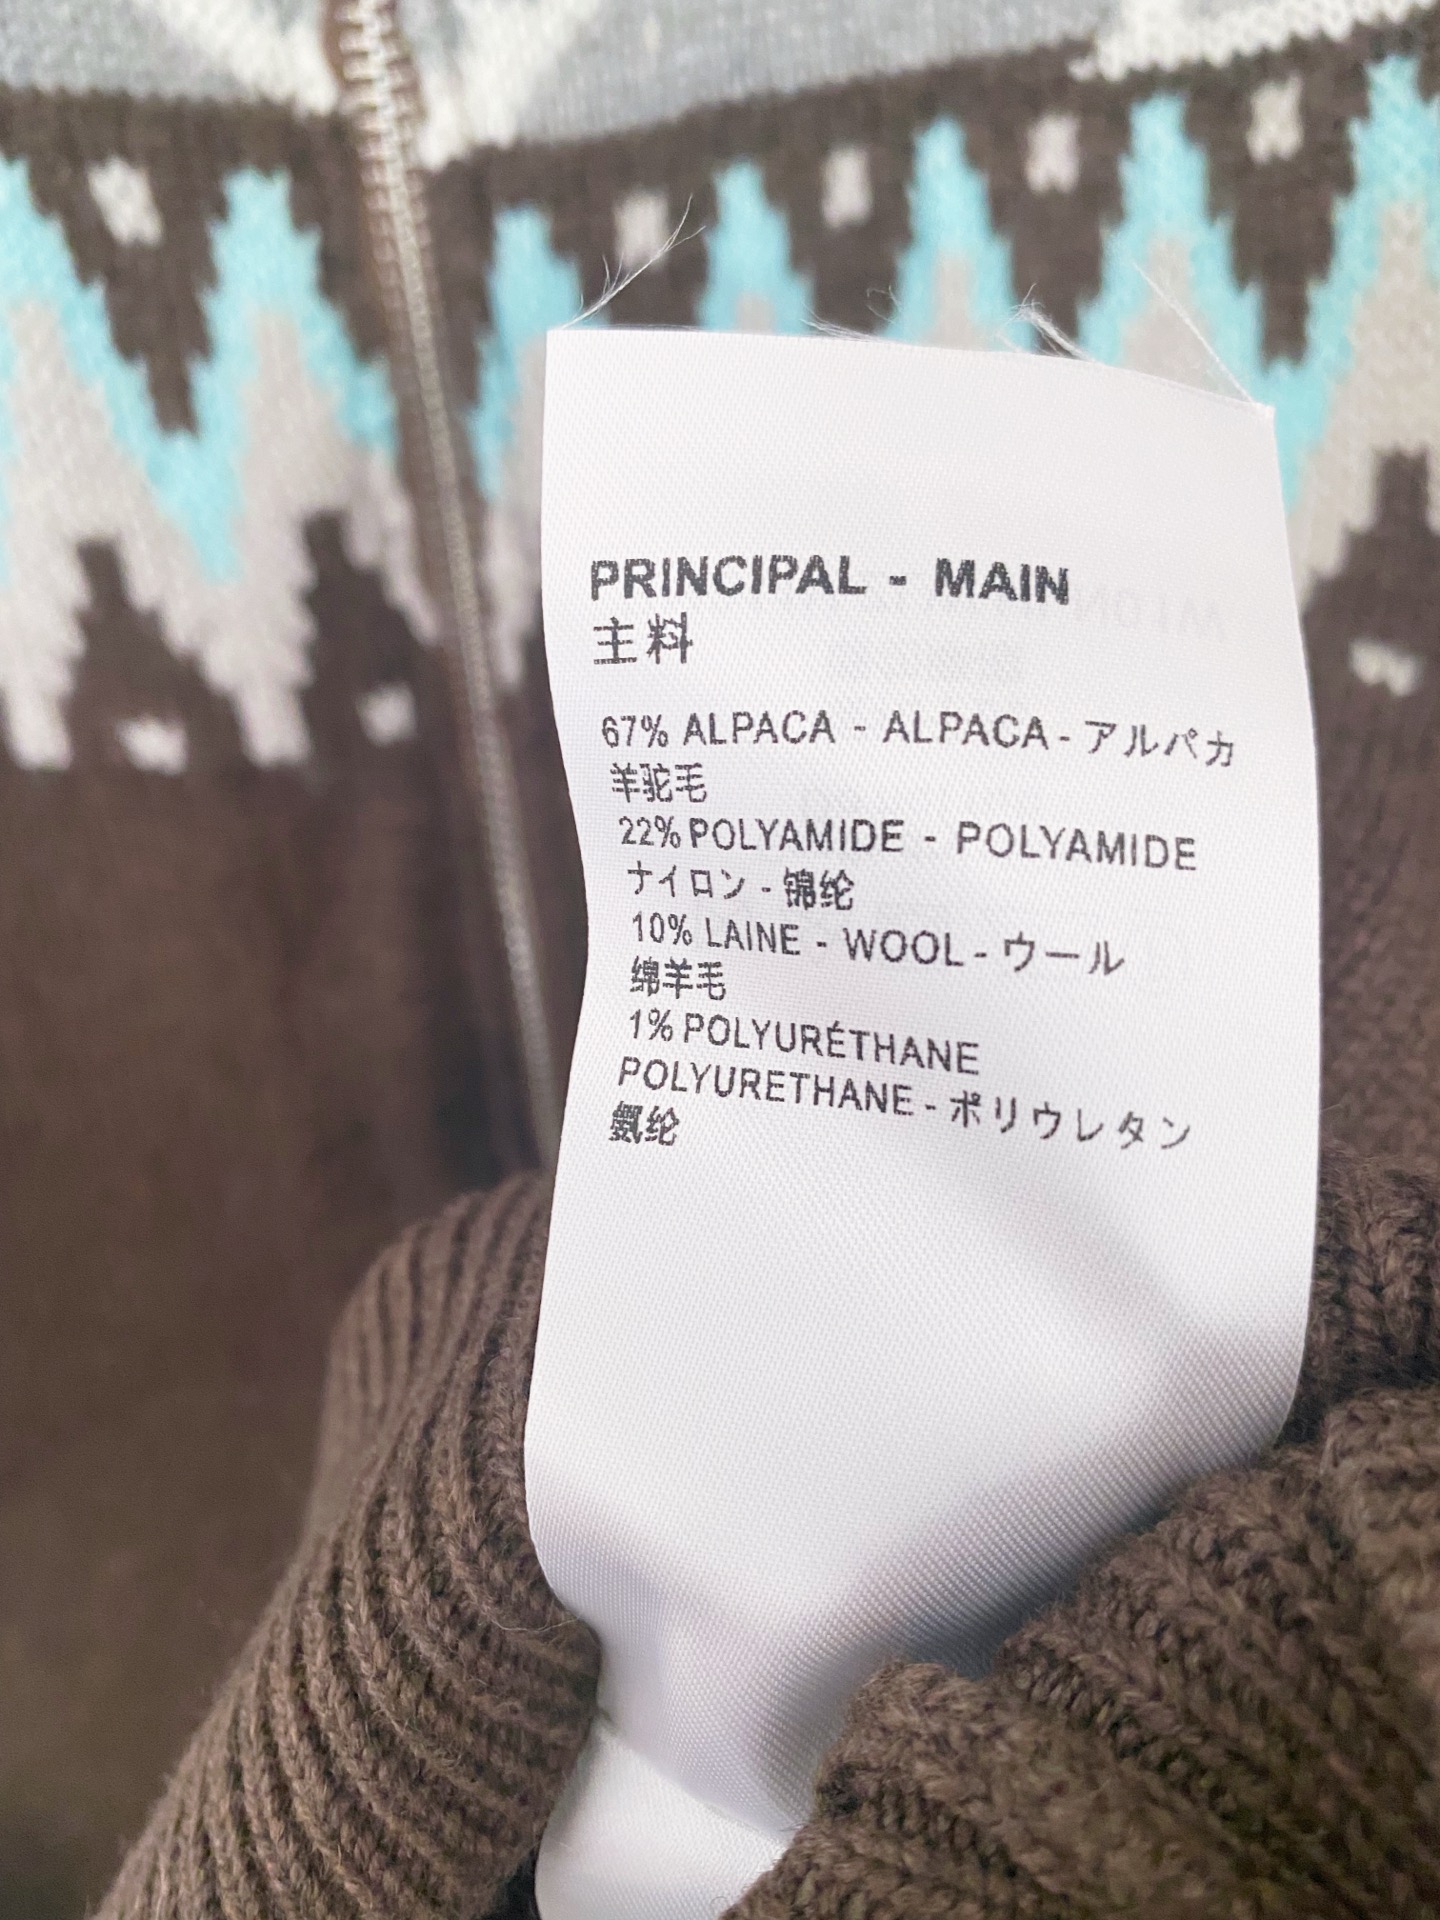 PRINCIPAL - MAIN
主料
67% ALPACA - ALPACA - アルパカ
羊驼毛
22% POLYAMIDE - POLYAMIDE
ナイロン - 锦纶
10% LAINE - WOOL - ウール
绵羊毛
1% POLYURÉTHANE
POLYURETHANE - ポリウレタン
氨纶